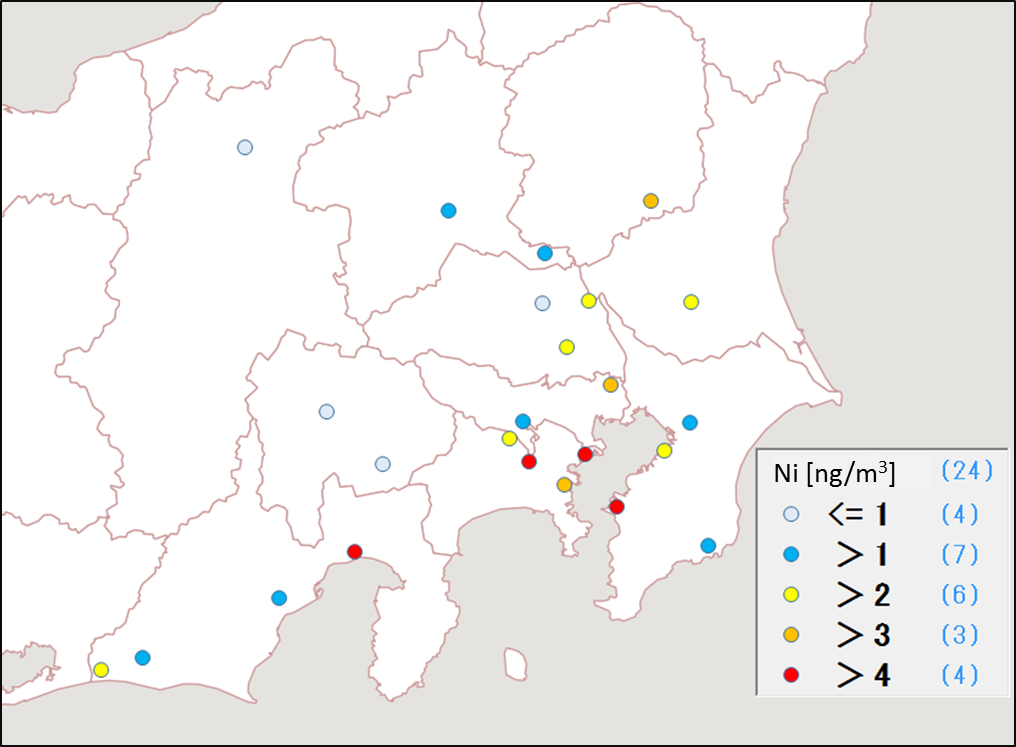 Ni [ng/m³] (24)
<= 1 (4)
> 1 (7)
> 2 (6)
> 3 (3)
> 4 (4)